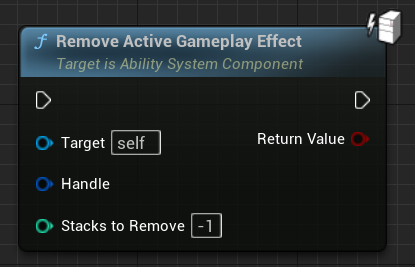 f Remove Active Gameplay Effect
Target is Ability System Component
Target self
Return Value
Handle
Stacks to Remove -1